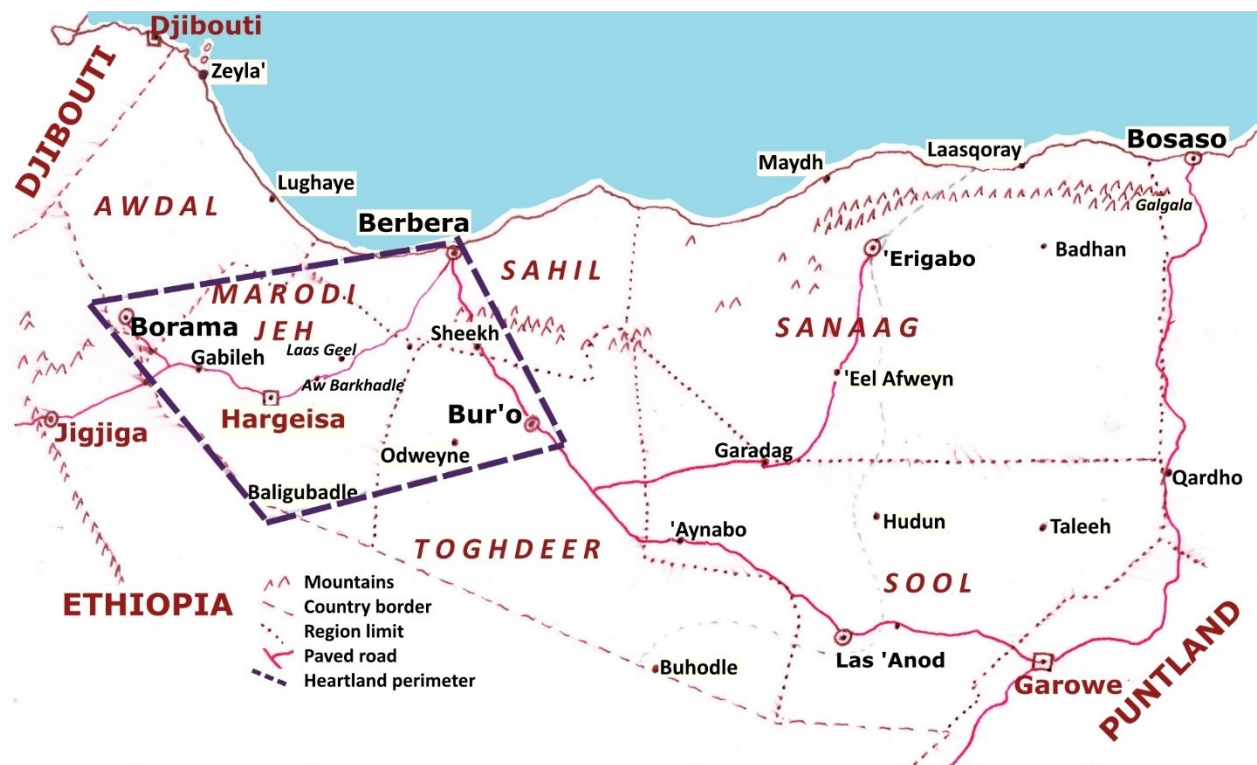 Djibouti
Zeyla'
DJIBOUTI
Lughaye
AWDAL
Berbera
Maydh
Laasqoray
Bosaso
Galgala
'Erigabo
Badhan
SAHIL
MARODI
JEH
SANAAG
Borama
Gabileh
Laas Geel
Sheekh
Aw Barkhadle
'Eel Afweyn
Hargeisa
Bur'o
Jigjiga
Odweyne
Garadag
Qardho
Baligubadle
'Aynabo
Hudun
Taleeh
TOGHDEER
SOOL
ETHIOPIA
Mountains
Country border
Region limit
Paved road
Heartland perimeter
Buhodle
Las 'Anod
Garowe
PUNTLAND